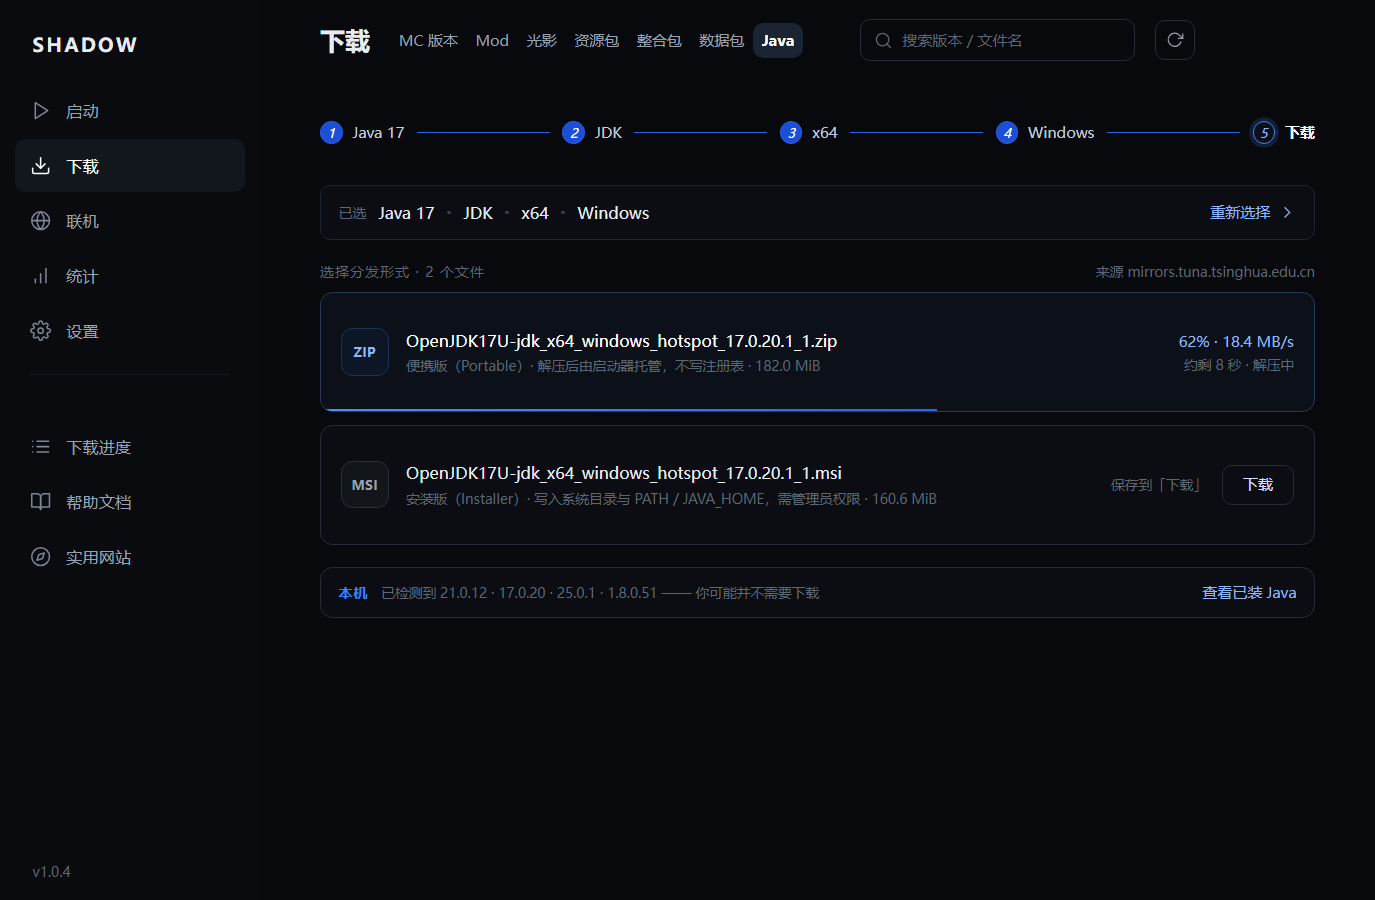 SHADOW
启动
下载
联机
统计
设置
下载进度
帮助文档
实用网站
v1.0.4
下载 MC 版本 Mod 光影 资源包 整合包 数据包 Java 搜索版本 / 文件名
1 Java 17 2 JDK 3 x64 4 Windows 5 下载
已选 Java 17 · JDK · x64 · Windows 重新选择
选择分发形式 · 2 个文件 来源 mirrors.tuna.tsinghua.edu.cn
ZIP
OpenJDK17U-jdk_x64_windows_hotspot_17.0.20.1_1.zip 62% · 18.4 MB/s
便携版（Portable）· 解压后由启动器托管，不写注册表 · 182.0 MiB 约剩 8 秒 · 解压中
MSI
OpenJDK17U-jdk_x64_windows_hotspot_17.0.20.1_1.msi
安装版（Installer）· 写入系统目录与 PATH / JAVA_HOME，需管理员权限 · 160.6 MiB
保存到「下载」 下载
本机 已检测到 21.0.12 · 17.0.20 · 25.0.1 · 1.8.0.51 —— 你可能并不需要下载 查看已装 Java